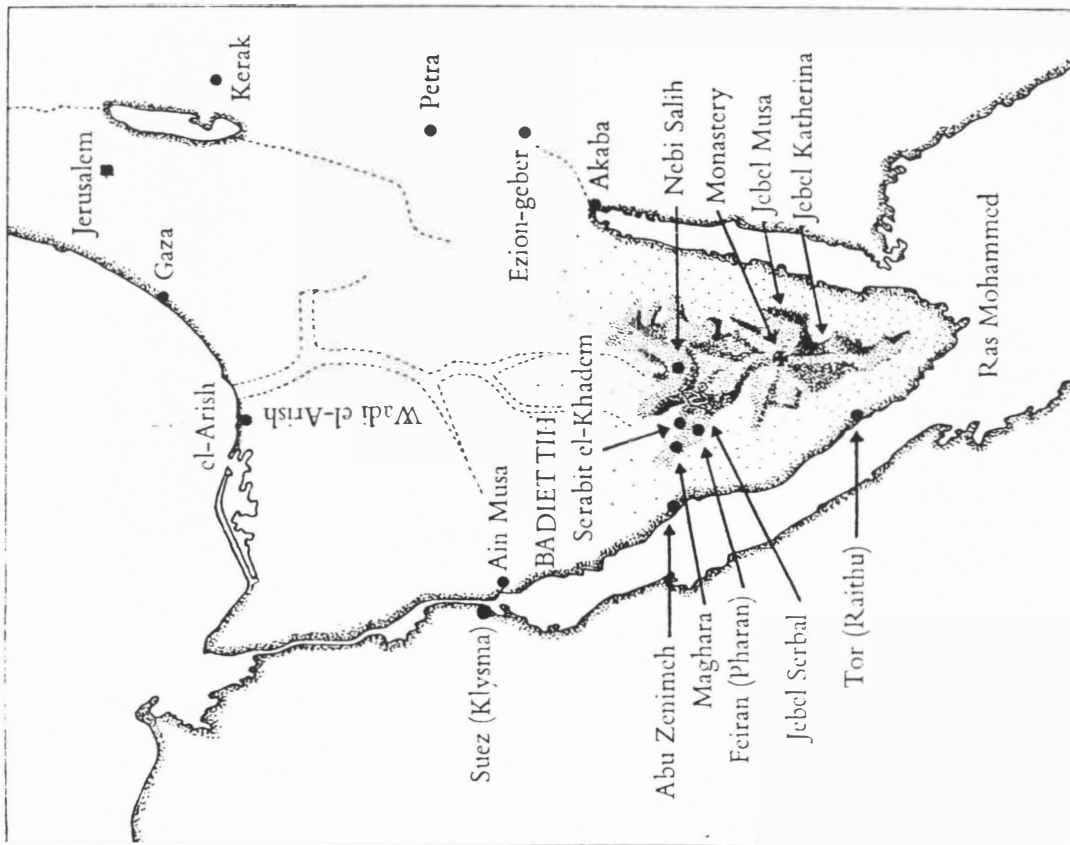 Kerak
Jerusalem
Petra
Gaza
Nebi Salih
Monastery
Jebel Musa
Jebel Katherina
Ezion-geber
Akaba
el-Arish
Wadi el-Arish
Ras Mohammed
BADIET TIH
Serabit el-Khadem
Ain Musa
Suez (Klysma)
Abu Zenimeh
Maghara
Feiran (Pharan)
Jebel Serbal
Tor (Raithu)